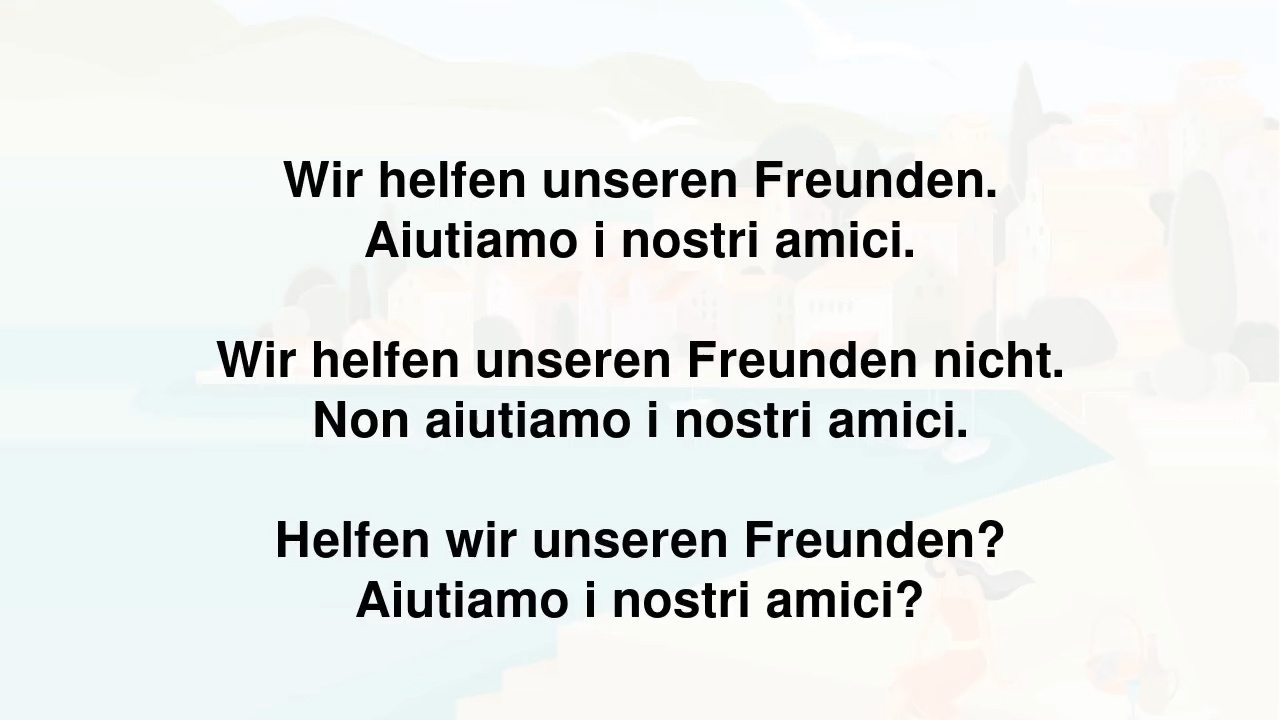 Wir helfen unseren Freunden.
Aiutiamo i nostri amici.
Wir helfen unseren Freunden nicht.
Non aiutiamo i nostri amici.
Helfen wir unseren Freunden?
Aiutiamo i nostri amici?